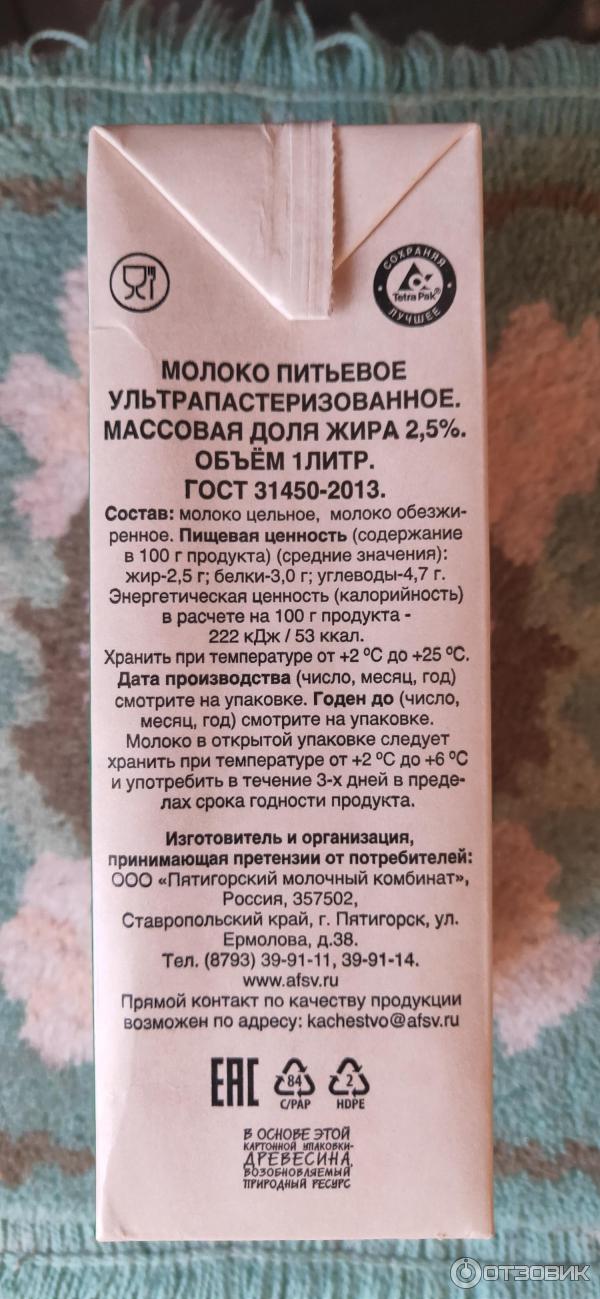 СОХРАНЯЯ
Tetra Pak®
ЛУЧШЕЕ
МОЛОКО ПИТЬЕВОЕ
УЛЬТРАПАСТЕРИЗОВАННОЕ.
МАССОВАЯ ДОЛЯ ЖИРА 2,5%.
ОБЪЁМ 1ЛИТР.
ГОСТ 31450-2013.
Состав: молоко цельное, молоко обезжи-
ренное. Пищевая ценность (содержание
в 100 г продукта) (средние значения):
жир-2,5 г; белки-3,0 г; углеводы-4,7 г.
Энергетическая ценность (калорийность)
в расчете на 100 г продукта -
222 кДж / 53 ккал.
Хранить при температуре от +2 ºС до +25 ºС.
Дата производства (число, месяц, год)
смотрите на упаковке. Годен до (число,
месяц, год) смотрите на упаковке.
Молоко в открытой упаковке следует
хранить при температуре от +2 ºС до +6 ºС
и употребить в течение 3-х дней в преде-
лах срока годности продукта.
Изготовитель и организация,
принимающая претензии от потребителей:
ООО «Пятигорский молочный комбинат»,
Россия, 357502,
Ставропольский край, г. Пятигорск, ул.
Ермолова, д.38.
Тел. (8793) 39-91-11, 39-91-14.
www.afsv.ru
Прямой контакт по качеству продукции
возможен по адресу: kachestvo@afsv.ru
ЕАС 84 2
C/PAP HDPE
В ОСНОВЕ ЭТОЙ
КАРТОННОЙ УПАКОВКИ-
ДРЕВЕСИНА,
ВОЗОБНОВЛЯЕМЫЙ
ПРИРОДНЫЙ РЕСУРС
ОТЗОВИК